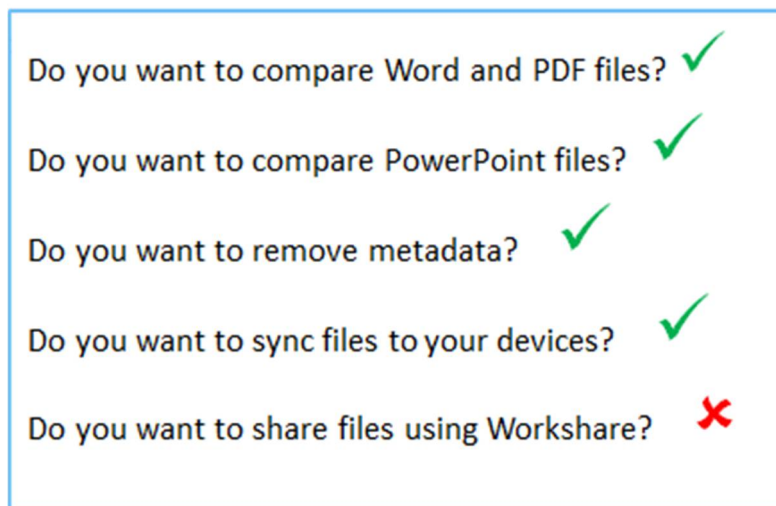 Do you want to compare Word and PDF files?
Do you want to compare PowerPoint files?
Do you want to remove metadata?
Do you want to sync files to your devices?
Do you want to share files using Workshare?